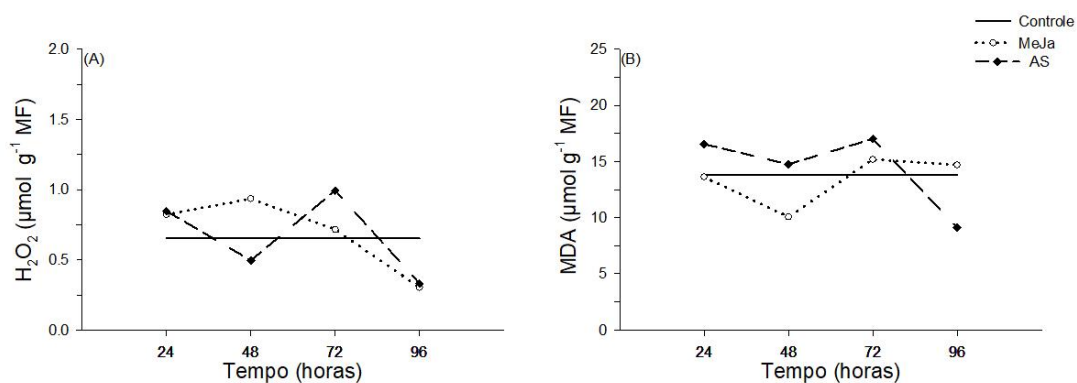 Controle
MeJa
AS
(A)
2.0
1.5
1.0
0.5
0.0
H₂O₂ (μmol g⁻¹ MF)
24 48 72 96
Tempo (horas)
(B)
25
20
15
10
5
0
MDA (μmol g⁻¹ MF)
24 48 72 96
Tempo (horas)